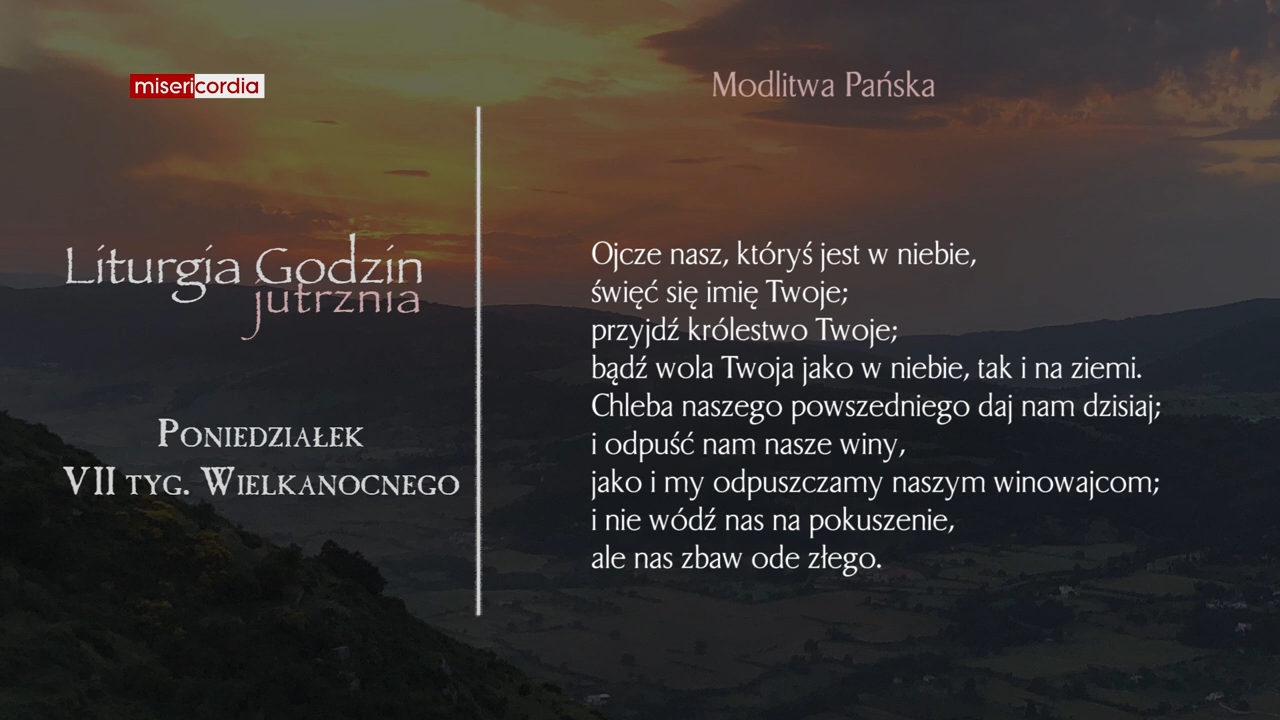 misericordia
Liturgia Godzin
jutrznia
Poniedziałek
VII tyg. Wielkanocnego
Modlitwa Pańska
Ojcze nasz, któryś jest w niebie,
święć się imię Twoje;
przyjdź królestwo Twoje;
bądź wola Twoja jako w niebie, tak i na ziemi.
Chleba naszego powszedniego daj nam dzisiaj;
i odpuść nam nasze winy,
jako i my odpuszczamy naszym winowajcom;
i nie wódź nas na pokuszenie,
ale nas zbaw ode złego.